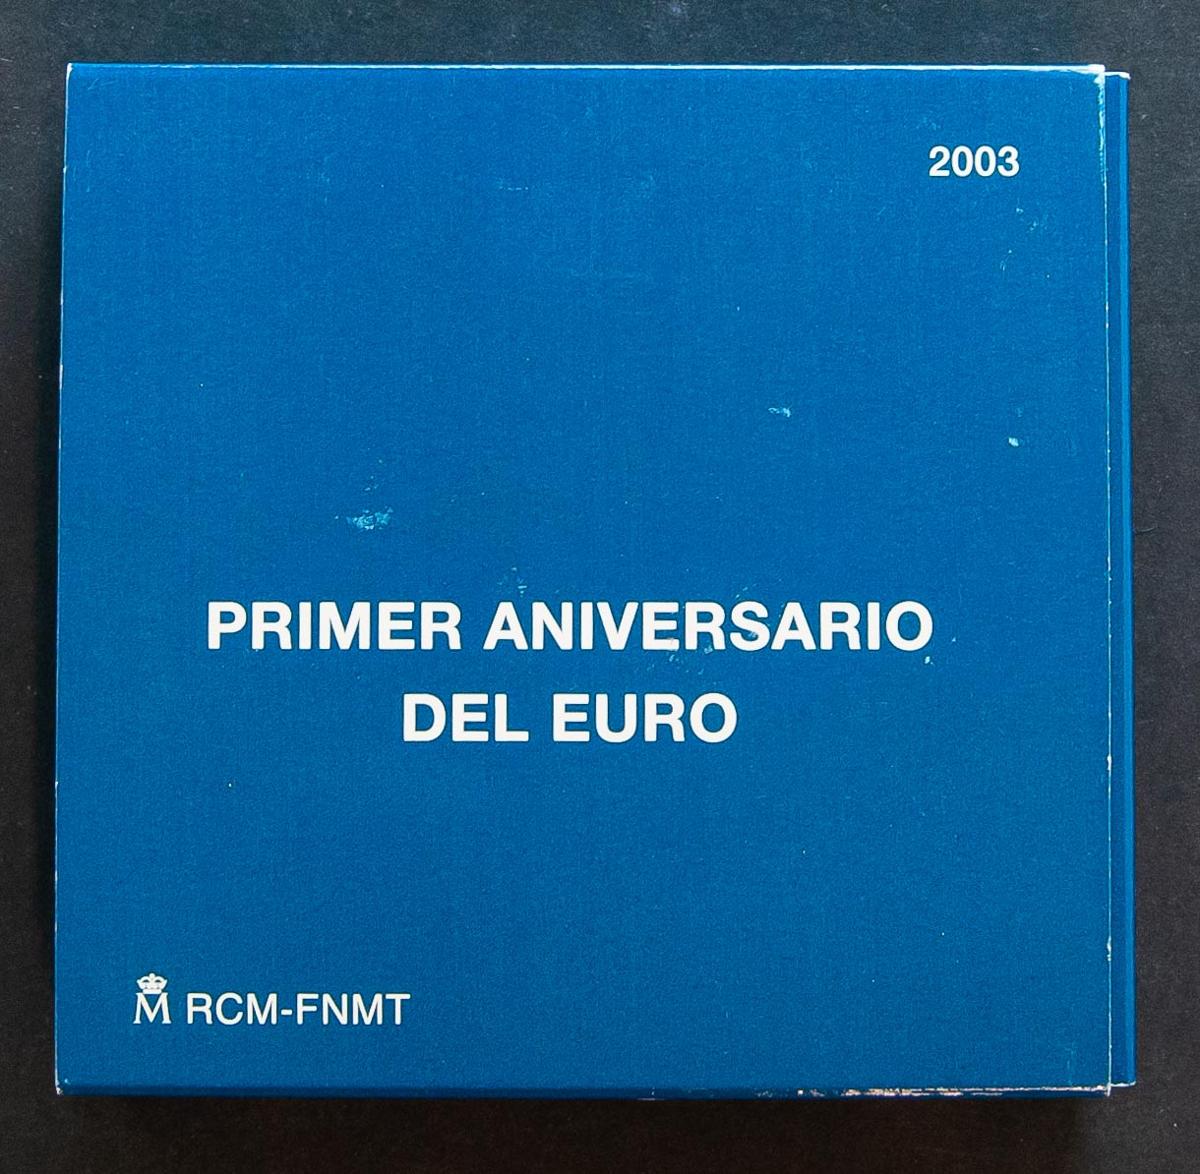 2003
PRIMER ANIVERSARIO
DEL EURO
M RCM-FNMT